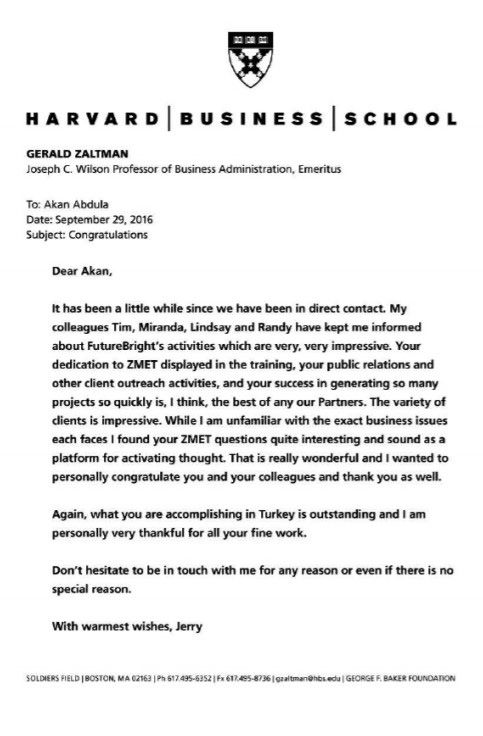 HARVARD | BUSINESS | SCHOOL
GERALD ZALTMAN
Joseph C. Wilson Professor of Business Administration, Emeritus
To: Akan Abdula
Date: September 29, 2016
Subject: Congratulations
Dear Akan,
It has been a little while since we have been in direct contact. My
colleagues Tim, Miranda, Lindsay and Randy have kept me informed
about FutureBright's activities which are very, very impressive. Your
dedication to ZMET displayed in the training, your public relations and
other client outreach activities, and your success in generating so many
projects so quickly is, I think, the best of any our Partners. The variety of
clients is impressive. While I am unfamiliar with the exact business issues
each faces I found your ZMET questions quite interesting and sound as a
platform for activating thought. That is really wonderful and I wanted to
personally congratulate you and your colleagues and thank you as well.
Again, what you are accomplishing in Turkey is outstanding and I am
personally very thankful for all your fine work.
Don't hesitate to be in touch with me for any reason or even if there is no
special reason.
With warmest wishes, Jerry
SOLDIERS FIELD | BOSTON, MA 02163 | Ph 617.495-6352 | Fx 617.495-8736 | gzaltman@hbs.edu | GEORGE F. BAKER FOUNDATION